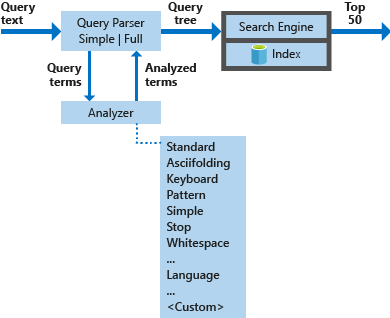 Query
text
Query Parser
Simple | Full
Query
tree
Search Engine
Index
Top
50
Query
terms
Analyzed
terms
Analyzer
Standard
Asciifolding
Keyboard
Pattern
Simple
Stop
Whitespace
...
Language
...
<Custom>